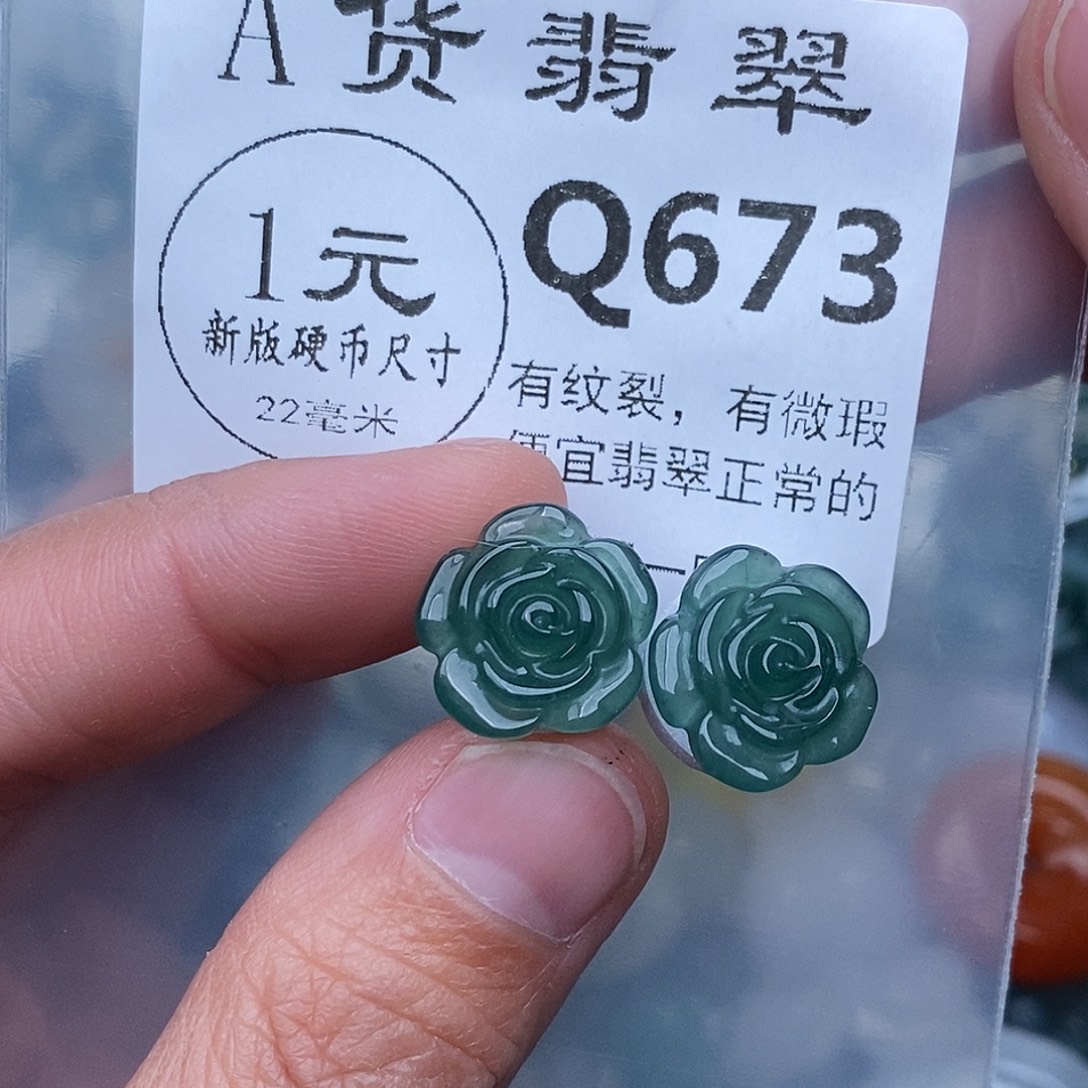 A货翡翠
1元
新版硬币尺寸
22毫米
Q673
有纹裂，有微瑕
便宜翡翠正常的
一